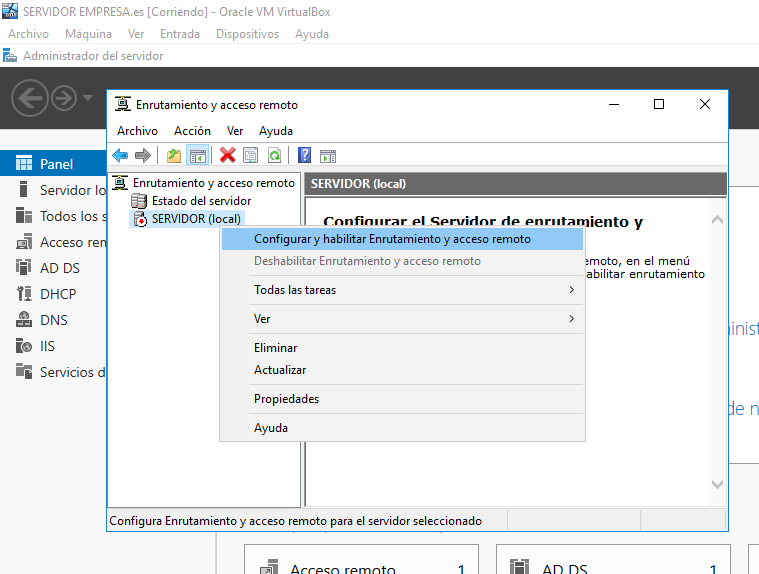 SERVIDOR EMPRESA.es [Corriendo] - Oracle VM VirtualBox
Archivo Máquina Ver Entrada Dispositivos Ayuda
Administrador del servidor
Enrutamiento y acceso remoto
Archivo Acción Ver Ayuda
Panel
Servidor lo
Todos los s
Acceso rem
AD DS
DHCP
DNS
IIS
Servicios d
Enrutamiento y acceso remoto
Estado del servidor
SERVIDOR (local)
SERVIDOR (local)
Configurar el Servidor de enrutamiento y
emoto, en el menú
abilitar enrutamiento
Configurar y habilitar Enrutamiento y acceso remoto
Deshabilitar Enrutamiento y acceso remoto
Todas las tareas
Ver
Eliminar
Actualizar
Propiedades
Ayuda
inist
de n
Configura Enrutamiento y acceso remoto para el servidor seleccionado
Acceso remoto 1
AD DS 1